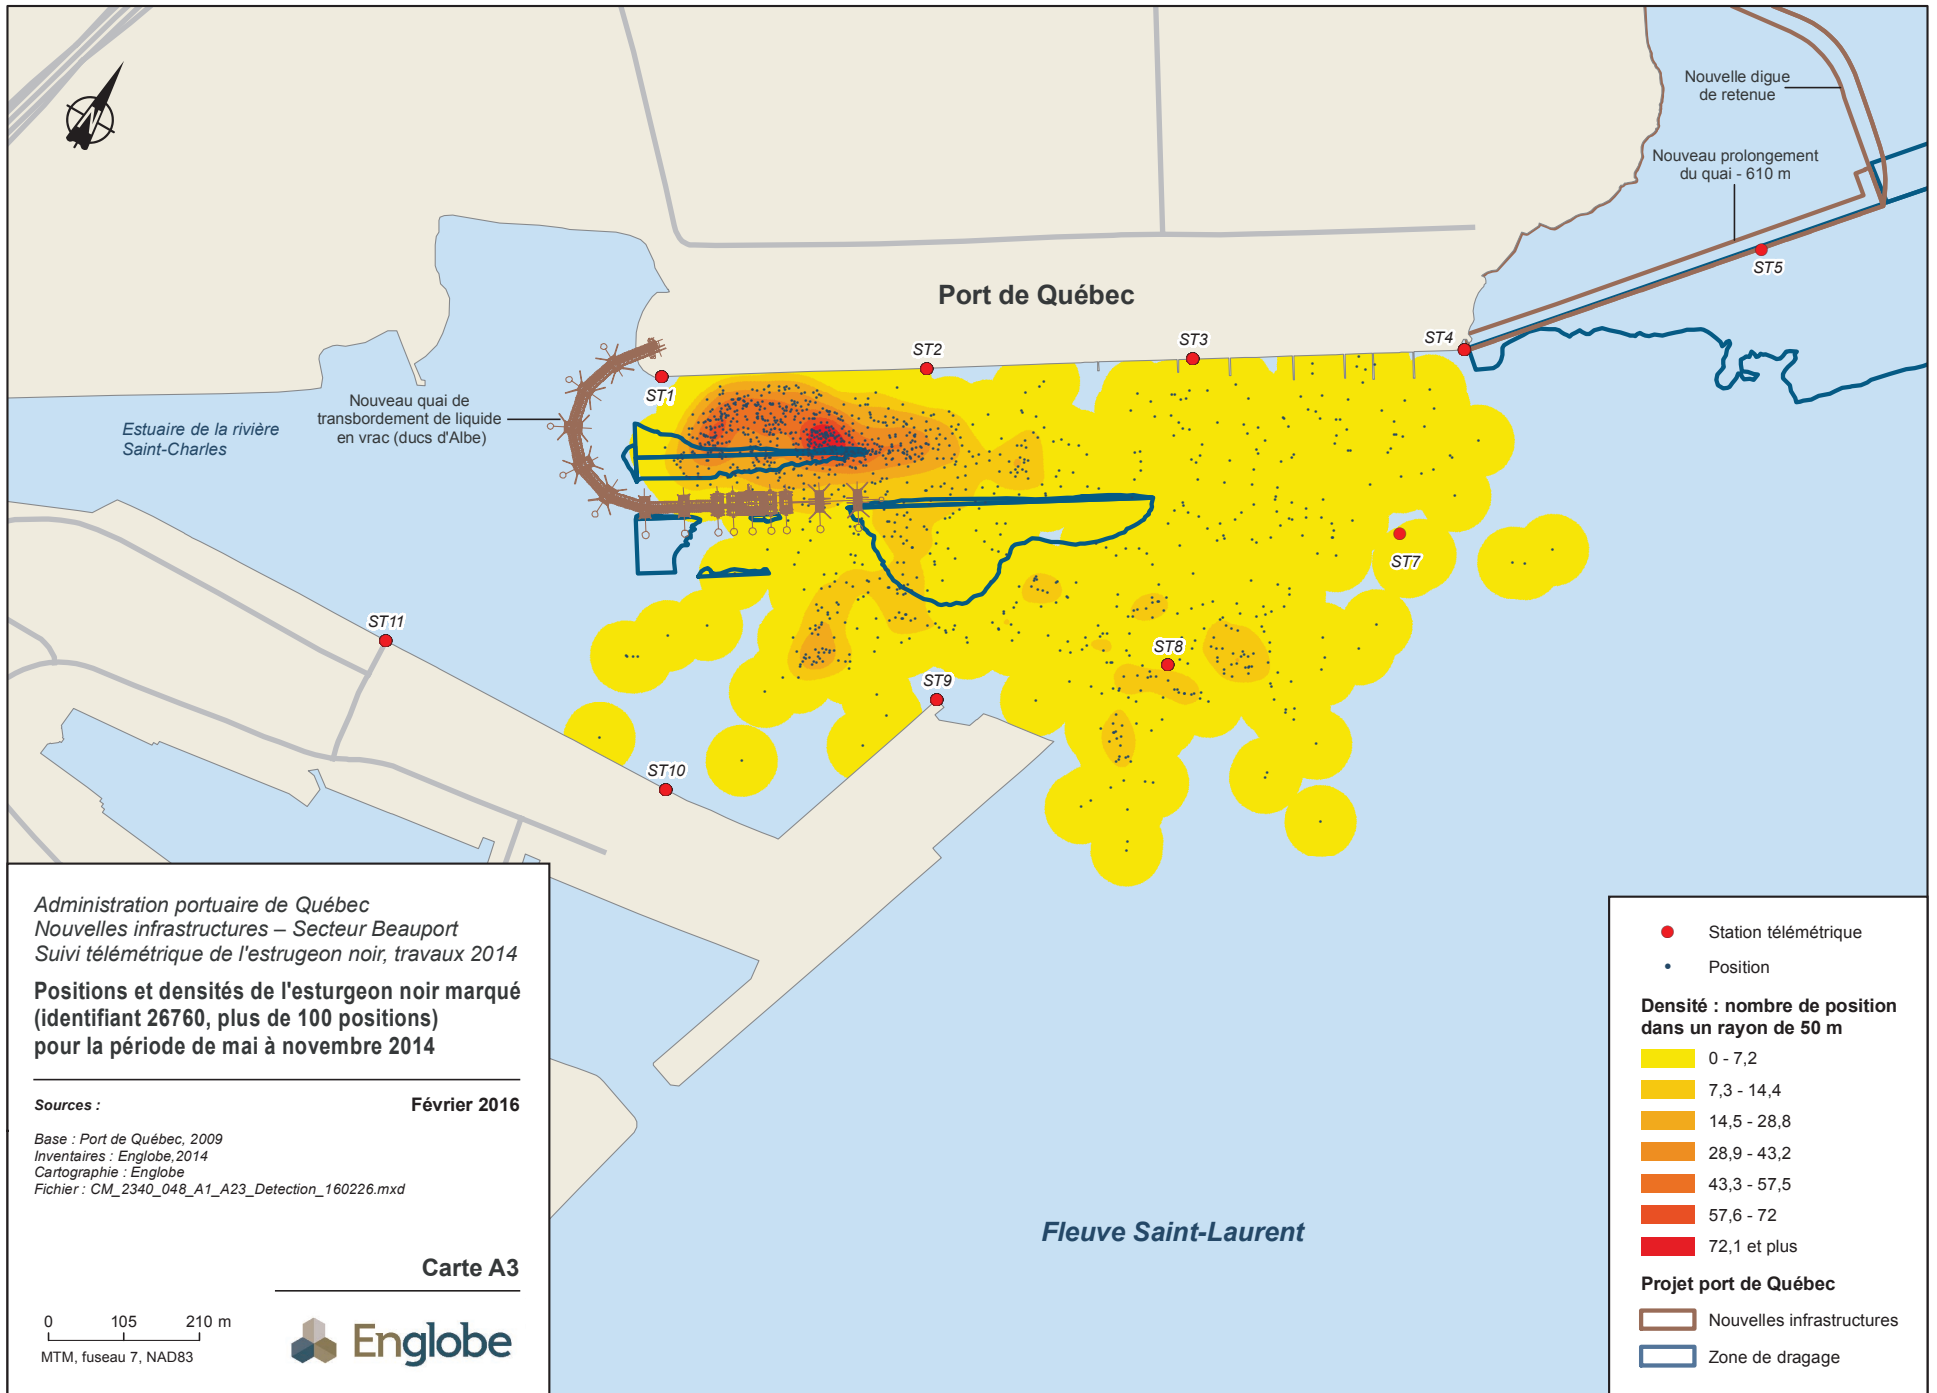 Nouvelle digue
de retenue
Nouveau prolongement
du quai - 610 m
N
ST5
Port de Québec
ST4
ST3
ST2
ST1
Nouveau quai de
transbordement de liquide
en vrac (ducs d'Albe)
Estuaire de la rivière
Saint-Charles
ST7
ST11
ST8
ST9
ST10
Fleuve Saint-Laurent
Administration portuaire de Québec
Nouvelles infrastructures – Secteur Beauport
Suivi télémétrique de l'estrugeon noir, travaux 2014
Positions et densités de l'esturgeon noir marqué
(identifiant 26760, plus de 100 positions)
pour la période de mai à novembre 2014
Sources :
Février 2016
Base : Port de Québec, 2009
Inventaires : Englobe,2014
Cartographie : Englobe
Fichier : CM_2340_048_A1_A23_Detection_160226.mxd
Carte A3
0 105 210 m
MTM, fuseau 7, NAD83
Englobe
Station télémétrique
Position
Densité : nombre de position
dans un rayon de 50 m
0 - 7,2
7,3 - 14,4
14,5 - 28,8
28,9 - 43,2
43,3 - 57,5
57,6 - 72
72,1 et plus
Projet port de Québec
Nouvelles infrastructures
Zone de dragage